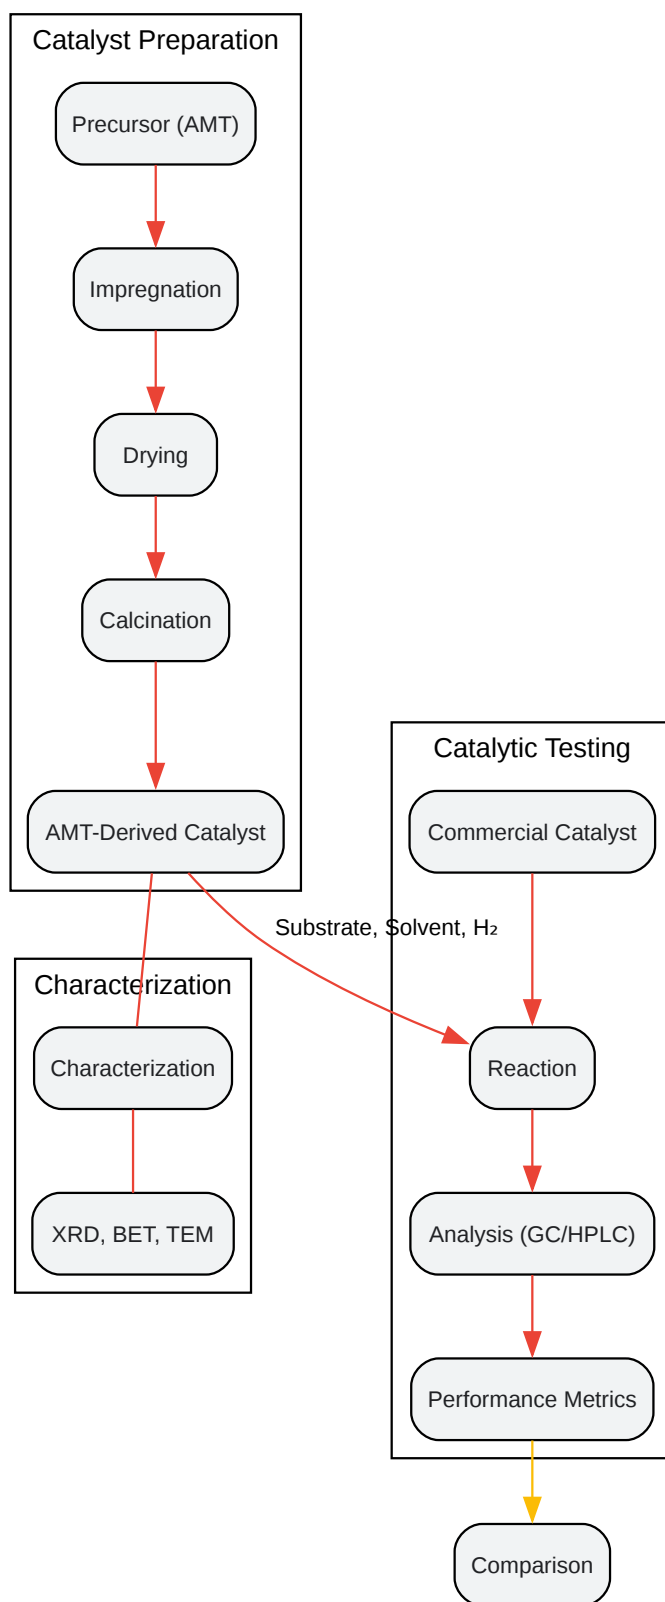 Catalyst Preparation
Precursor (AMT)
Impregnation
Drying
Calcination
AMT-Derived Catalyst
Catalytic Testing
Commercial Catalyst
Substrate, Solvent, H₂
Characterization
Characterization
XRD, BET, TEM
Reaction
Analysis (GC/HPLC)
Performance Metrics
Comparison